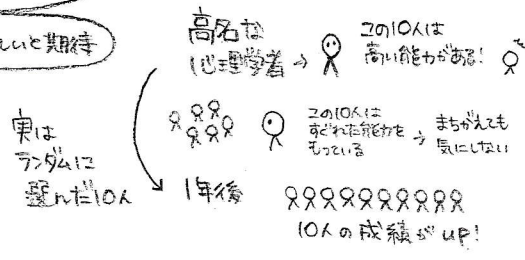 しいと期待
高名な
心理学者→
この10人は
高い能力がある!
実は
ランダムに
選んだ10人
この10人は
すぐれた能力を
もっている
→
まちがえても
気にしない
1年後
10人の成績がup!